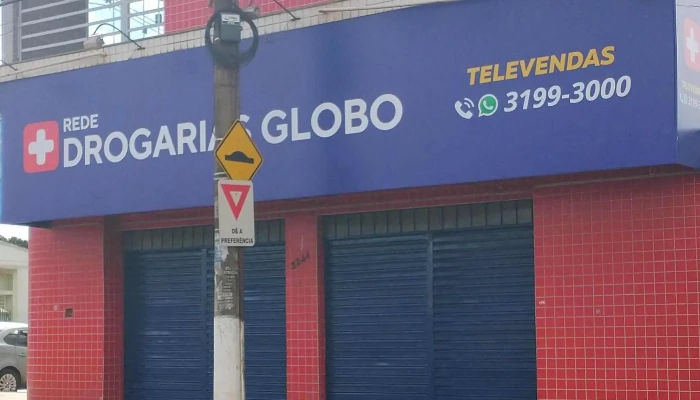 REDE
DROGARIAS GLOBO
TELEVENDAS
3199-3000
DÊ A
PREFERÊNCIA